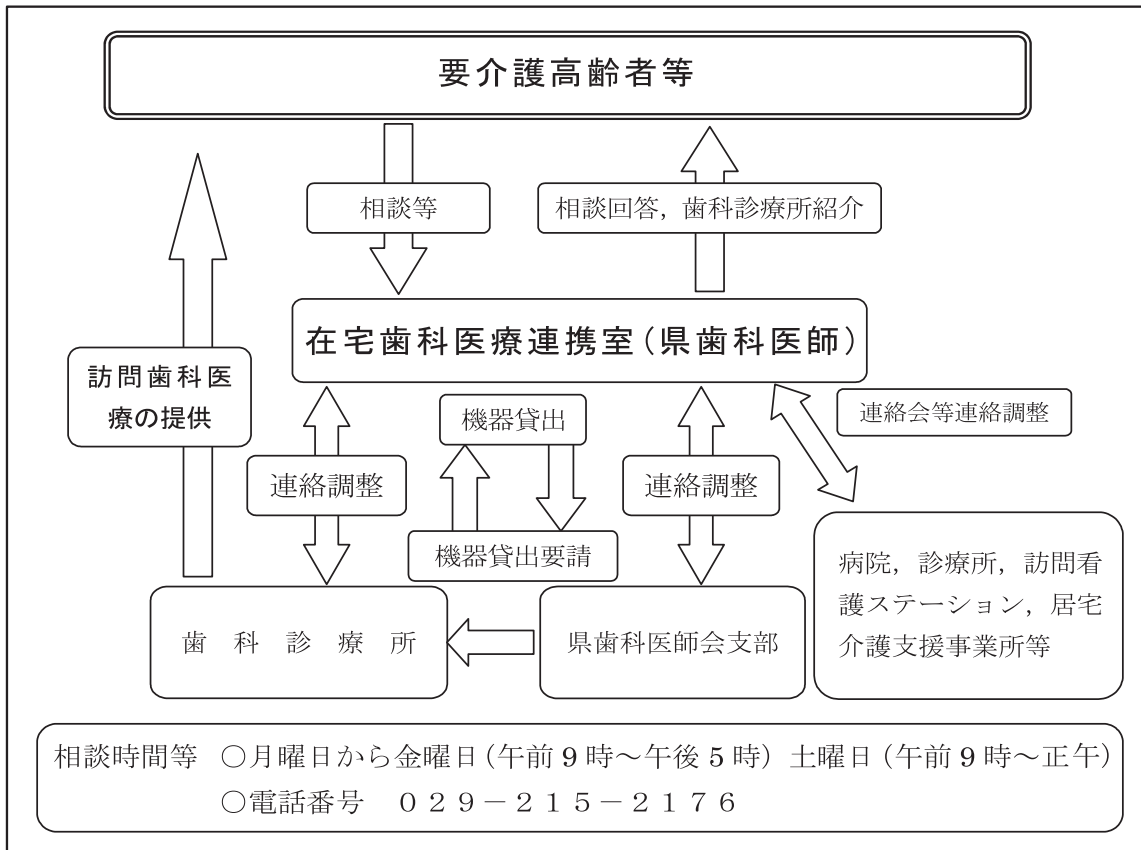 要介護高齢者等
相談等
相談回答，歯科診療所紹介
在宅歯科医療連携室（県歯科医師）
訪問歯科医
療の提供
機器貸出
連絡会等連絡調整
連絡調整
連絡調整
機器貸出要請
病院，診療所，訪問看
護ステーション，居宅
介護支援事業所等
歯科診療所
県歯科医師会支部
相談時間等 ○月曜日から金曜日（午前９時～午後５時）土曜日（午前９時～正午）
○電話番号 ０２９－２１５－２１７６